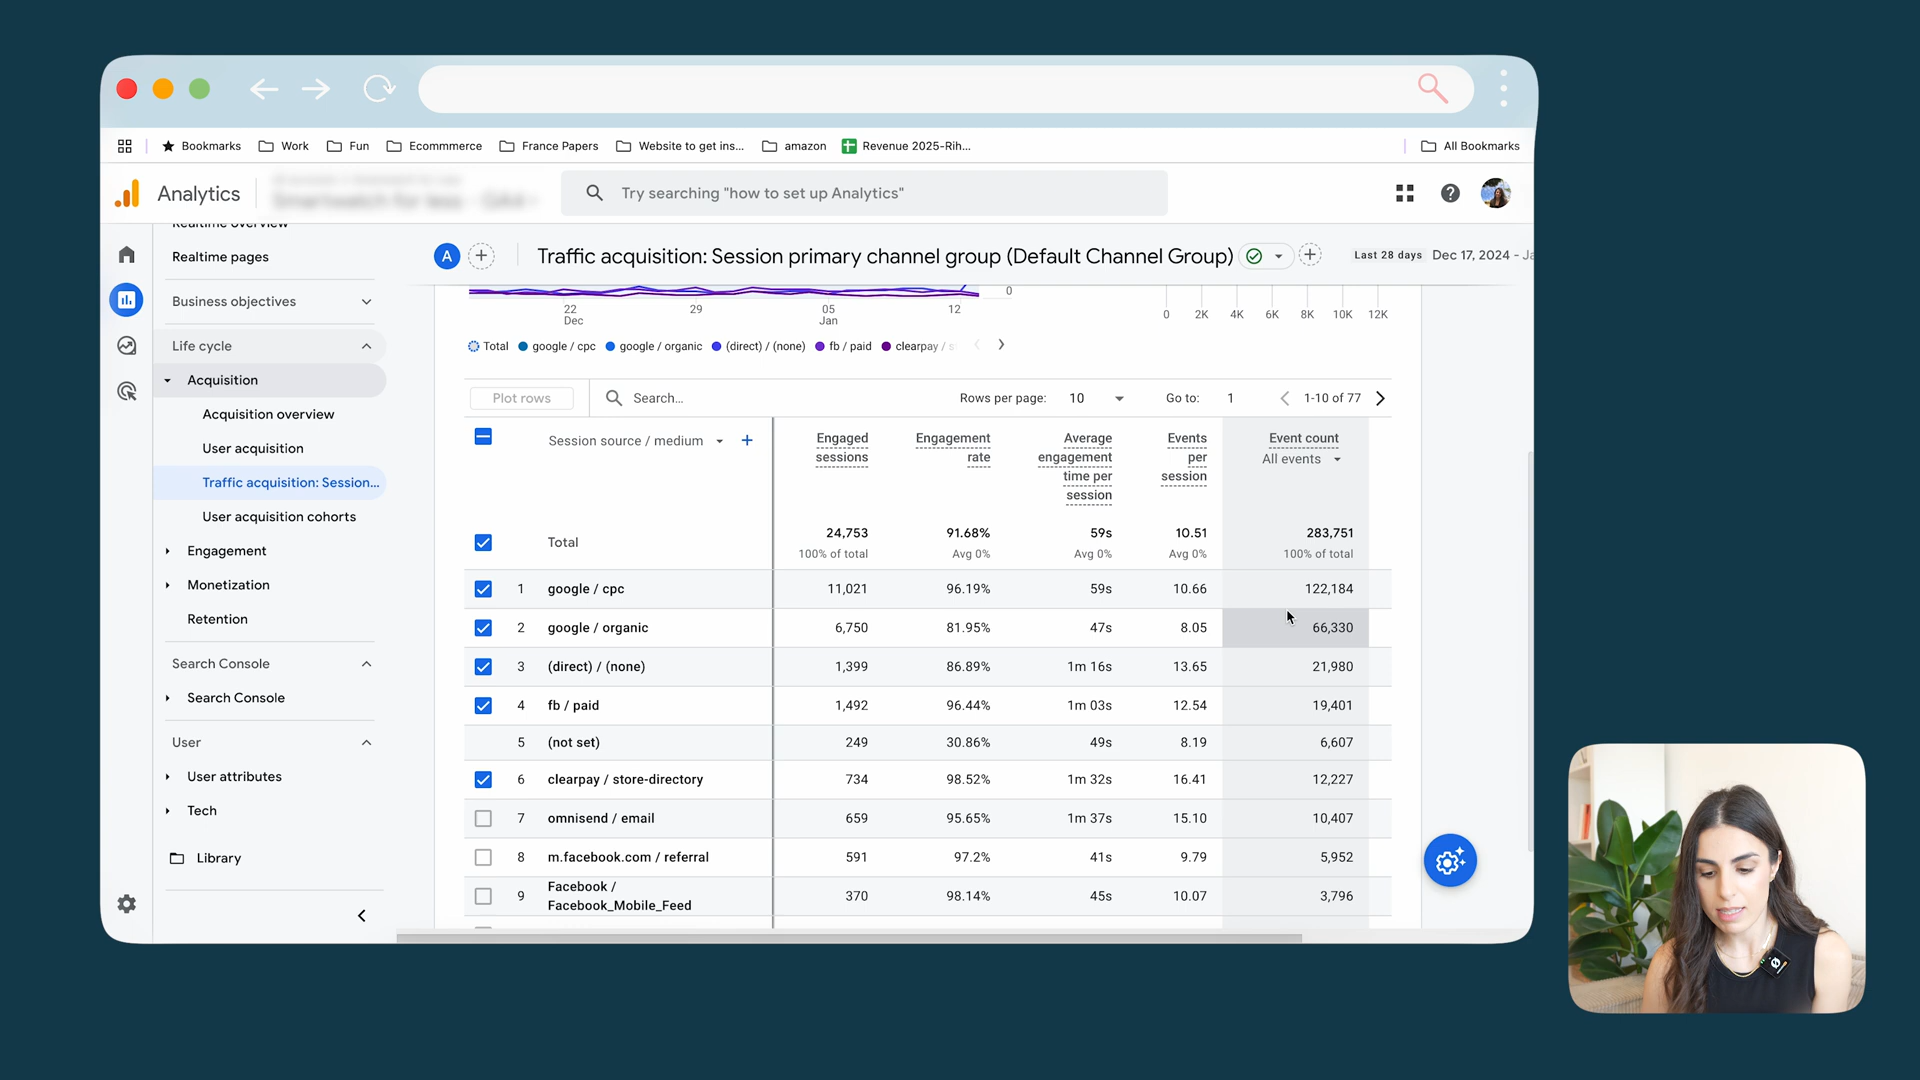 Bookmarks
Work
Fun
Ecommmerce
France Papers
Website to get ins...
amazon
Revenue 2025-Rih...
All Bookmarks
Analytics
Try searching "how to set up Analytics"
Realtime overview
Realtime pages
Business objectives
Life cycle
Acquisition
Acquisition overview
User acquisition
Traffic acquisition: Session...
User acquisition cohorts
Engagement
Monetization
Retention
Search Console
Search Console
User
User attributes
Tech
Library
A
Traffic acquisition: Session primary channel group (Default Channel Group)
Last 28 days Dec 17, 2024 -
0
22 29 05 12
Dec Jan
0 2K 4K 6K 8K 10K 12K
Total google / cpc google / organic (direct) / (none) fb / paid clearpay / s
Plot rows
Search...
Rows per page: 10
Go to: 1
1-10 of 77
Session source / medium
Engaged
sessions
Engagement
rate
Average
engagement
time per
session
Events
per
session
Event count
All events
Total 24,753 91.68% 59s 10.51 283,751
100% of total Avg 0% Avg 0% Avg 0% 100% of total
1 google / cpc 11,021 96.19% 59s 10.66 122,184
2 google / organic 6,750 81.95% 47s 8.05 66,330
3 (direct) / (none) 1,399 86.89% 1m 16s 13.65 21,980
4 fb / paid 1,492 96.44% 1m 03s 12.54 19,401
5 (not set) 249 30.86% 49s 8.19 6,607
6 clearpay / store-directory 734 98.52% 1m 32s 16.41 12,227
7 omnisend / email 659 95.65% 1m 37s 15.10 10,407
8 m.facebook.com / referral 591 97.2% 41s 9.79 5,952
9 Facebook /
Facebook_Mobile_Feed 370 98.14% 45s 10.07 3,796